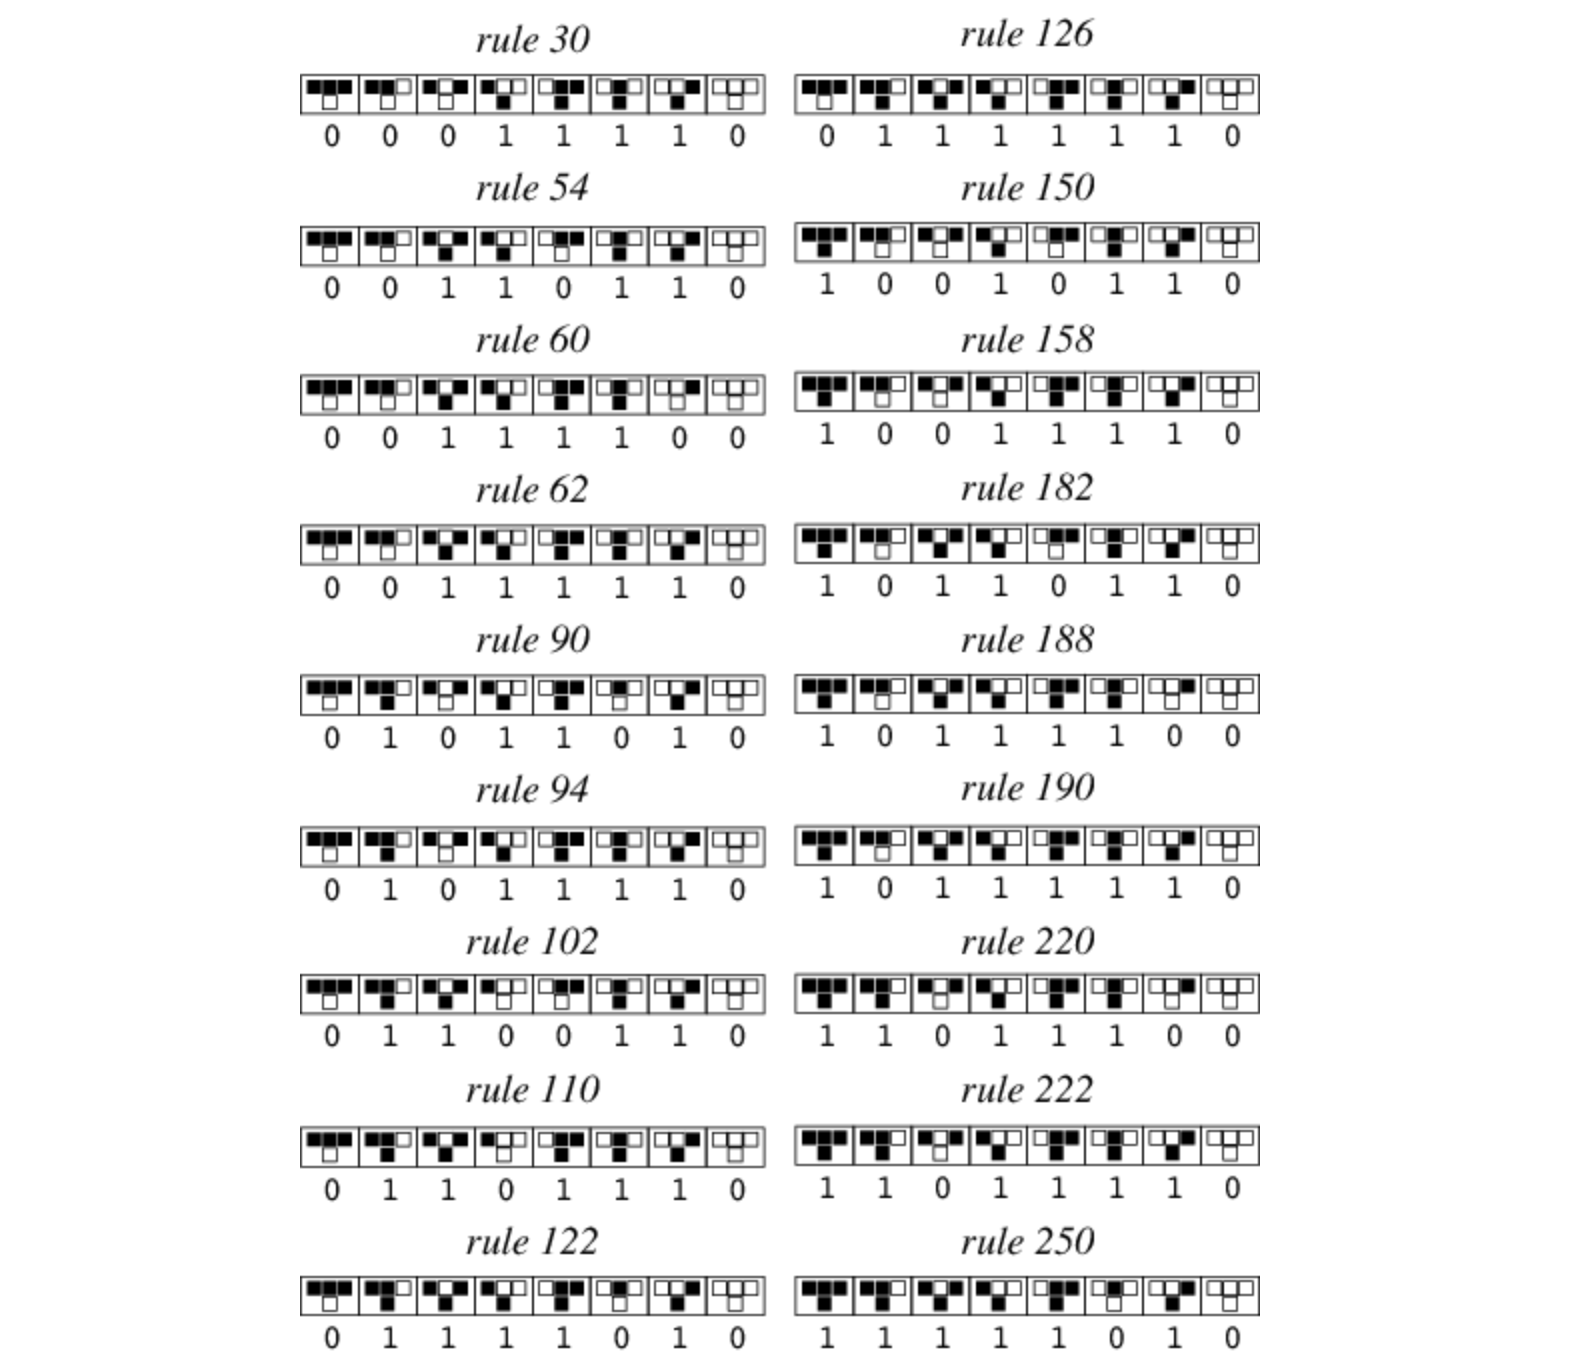 rule 30
0 0 0 1 1 1 1 0
rule 54
0 0 1 1 0 1 1 0
rule 60
0 0 1 1 1 1 0 0
rule 62
0 0 1 1 1 1 1 0
rule 90
0 1 0 1 1 0 1 0
rule 94
0 1 0 1 1 1 1 0
rule 102
0 1 1 0 0 1 1 0
rule 110
0 1 1 0 1 1 1 0
rule 122
0 1 1 1 1 0 1 0
rule 126
0 1 1 1 1 1 1 0
rule 150
1 0 0 1 0 1 1 0
rule 158
1 0 0 1 1 1 1 0
rule 182
1 0 1 1 0 1 1 0
rule 188
1 0 1 1 1 1 0 0
rule 190
1 0 1 1 1 1 1 0
rule 220
1 1 0 1 1 1 0 0
rule 222
1 1 0 1 1 1 1 0
rule 250
1 1 1 1 1 0 1 0